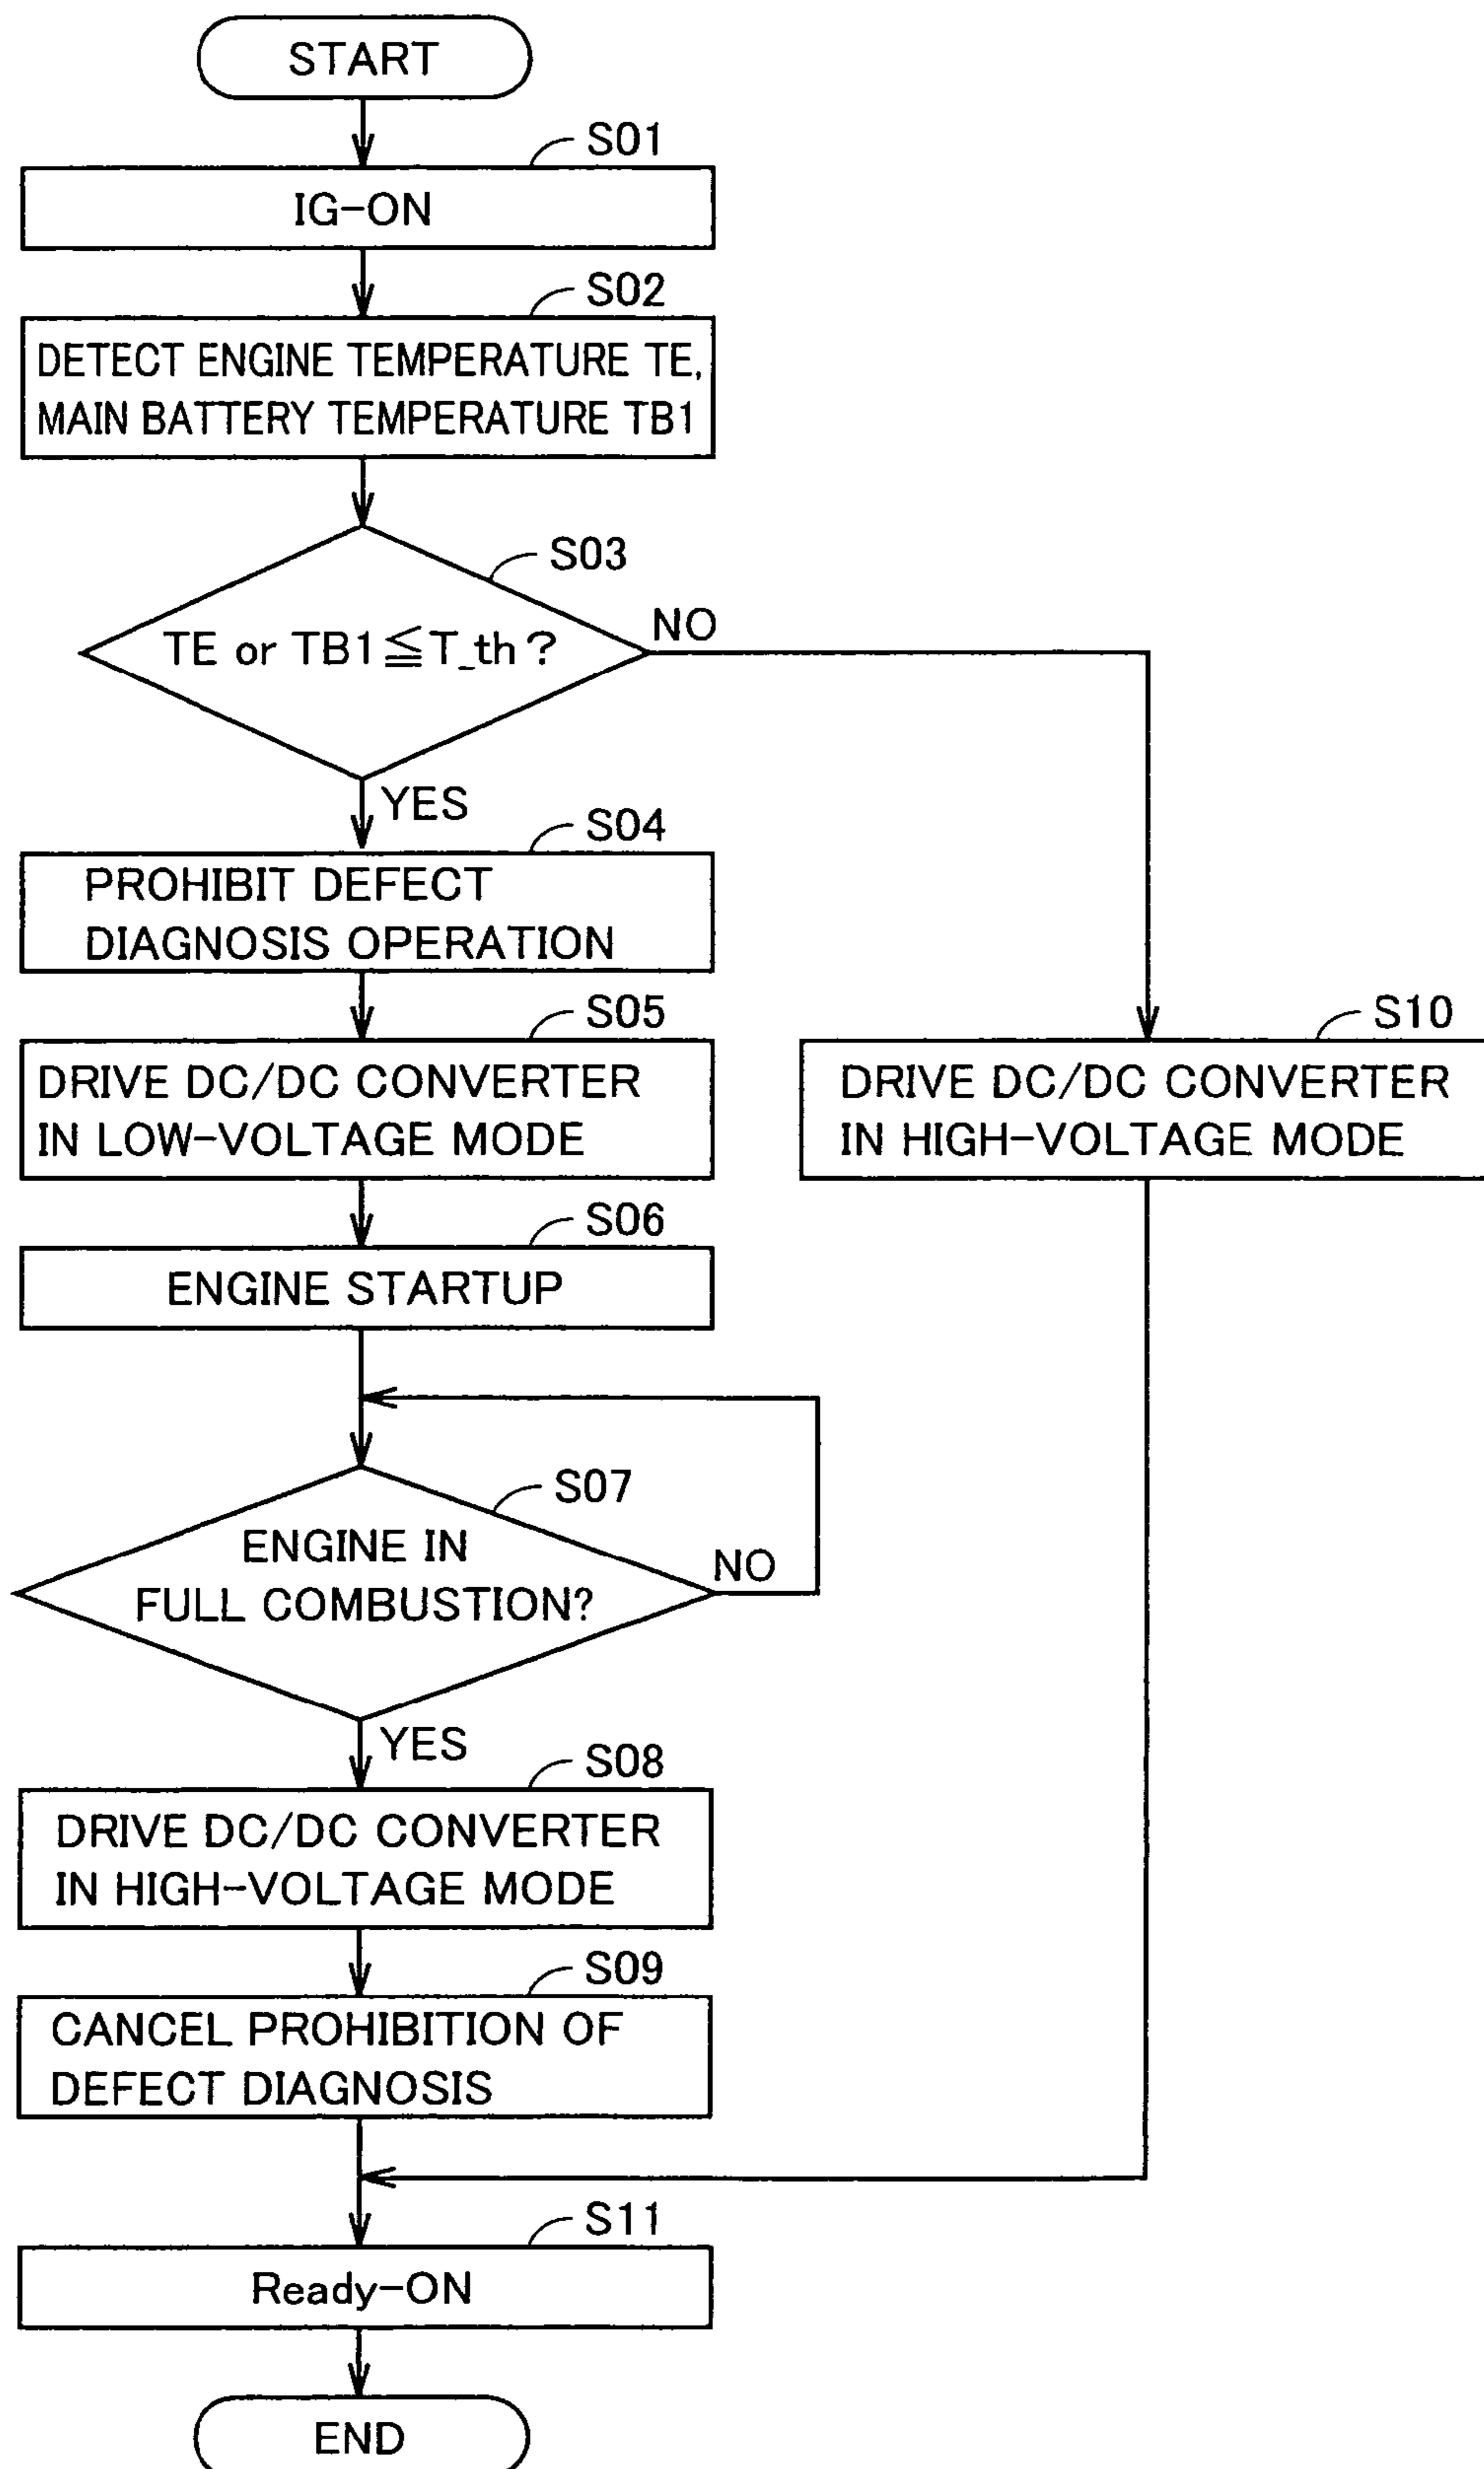 START
S01
IG-ON
S02
DETECT ENGINE TEMPERATURE TE,
MAIN BATTERY TEMPERATURE TB1
S03
TE or TB1≦T_th?
NO
YES
S04
PROHIBIT DEFECT
DIAGNOSIS OPERATION
S05
DRIVE DC/DC CONVERTER
IN LOW-VOLTAGE MODE
S10
DRIVE DC/DC CONVERTER
IN HIGH-VOLTAGE MODE
S06
ENGINE STARTUP
S07
ENGINE IN
FULL COMBUSTION?
NO
YES
S08
DRIVE DC/DC CONVERTER
IN HIGH-VOLTAGE MODE
S09
CANCEL PROHIBITION OF
DEFECT DIAGNOSIS
S11
Ready-ON
END